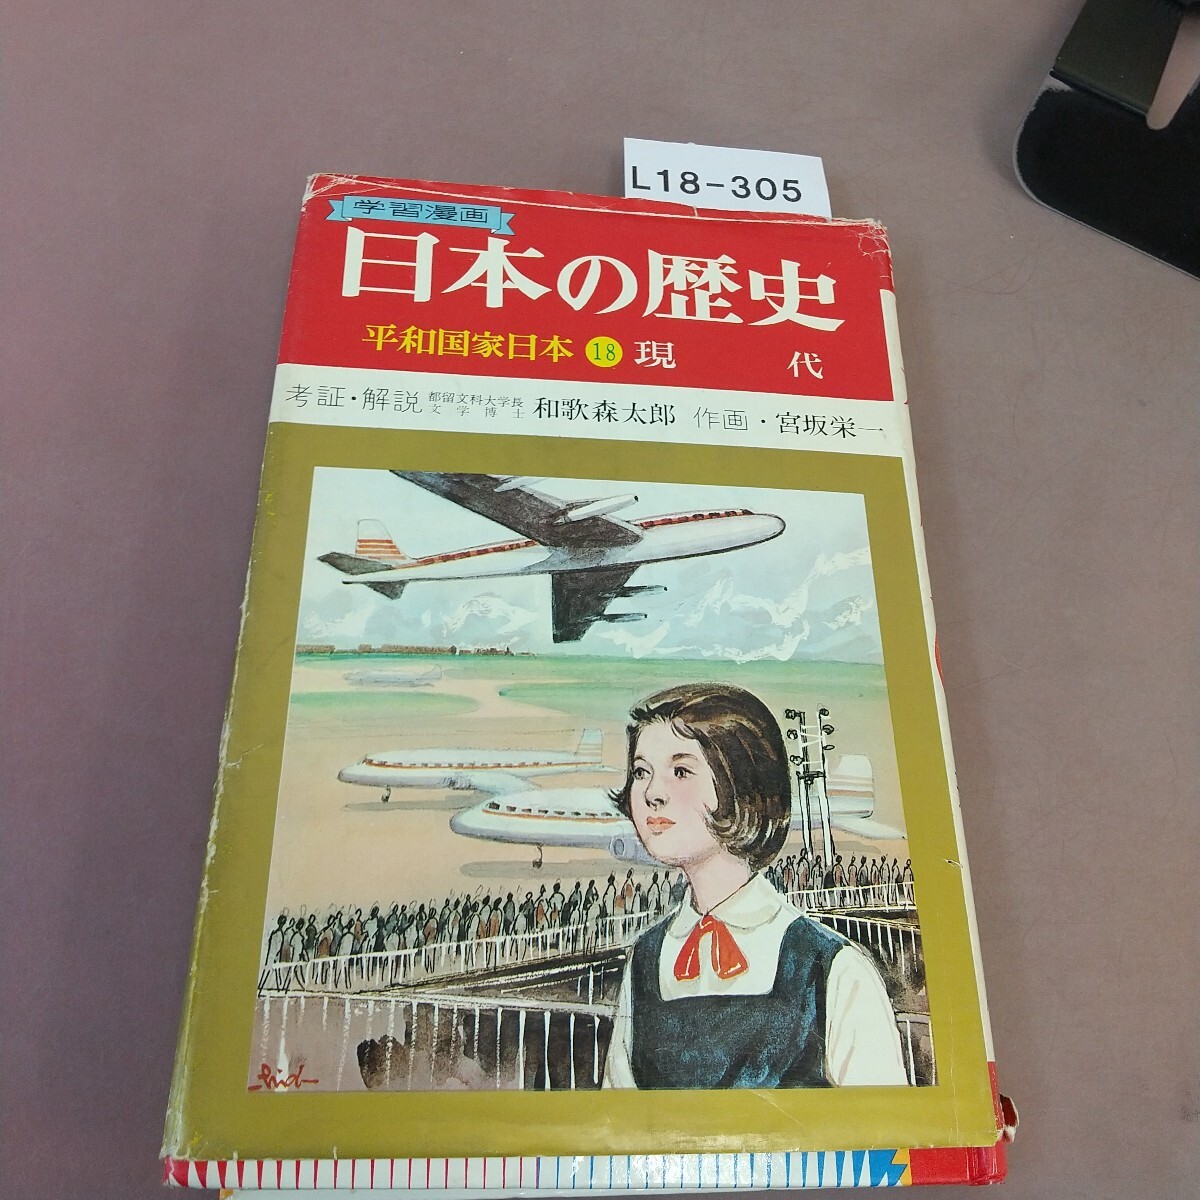 L18-305
学習漫画
日本の歴史
平和国家日本 18 現 代
考証・解説 都留文科大学長 文学博士 和歌森太郎 作画・宮坂栄一